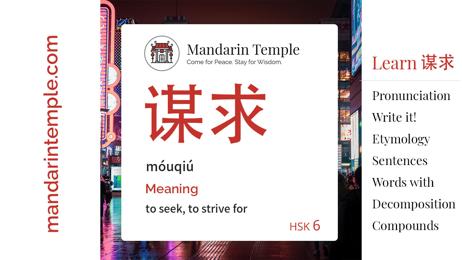 mandarintemple.com
Mandarin Temple
Come for Peace. Stay for Wisdom.
谋求
móuqiú
Meaning
to seek, to strive for
HSK 6
Learn 谋求
Pronunciation
Write it!
Etymology
Sentences
Words with
Decomposition
Compounds